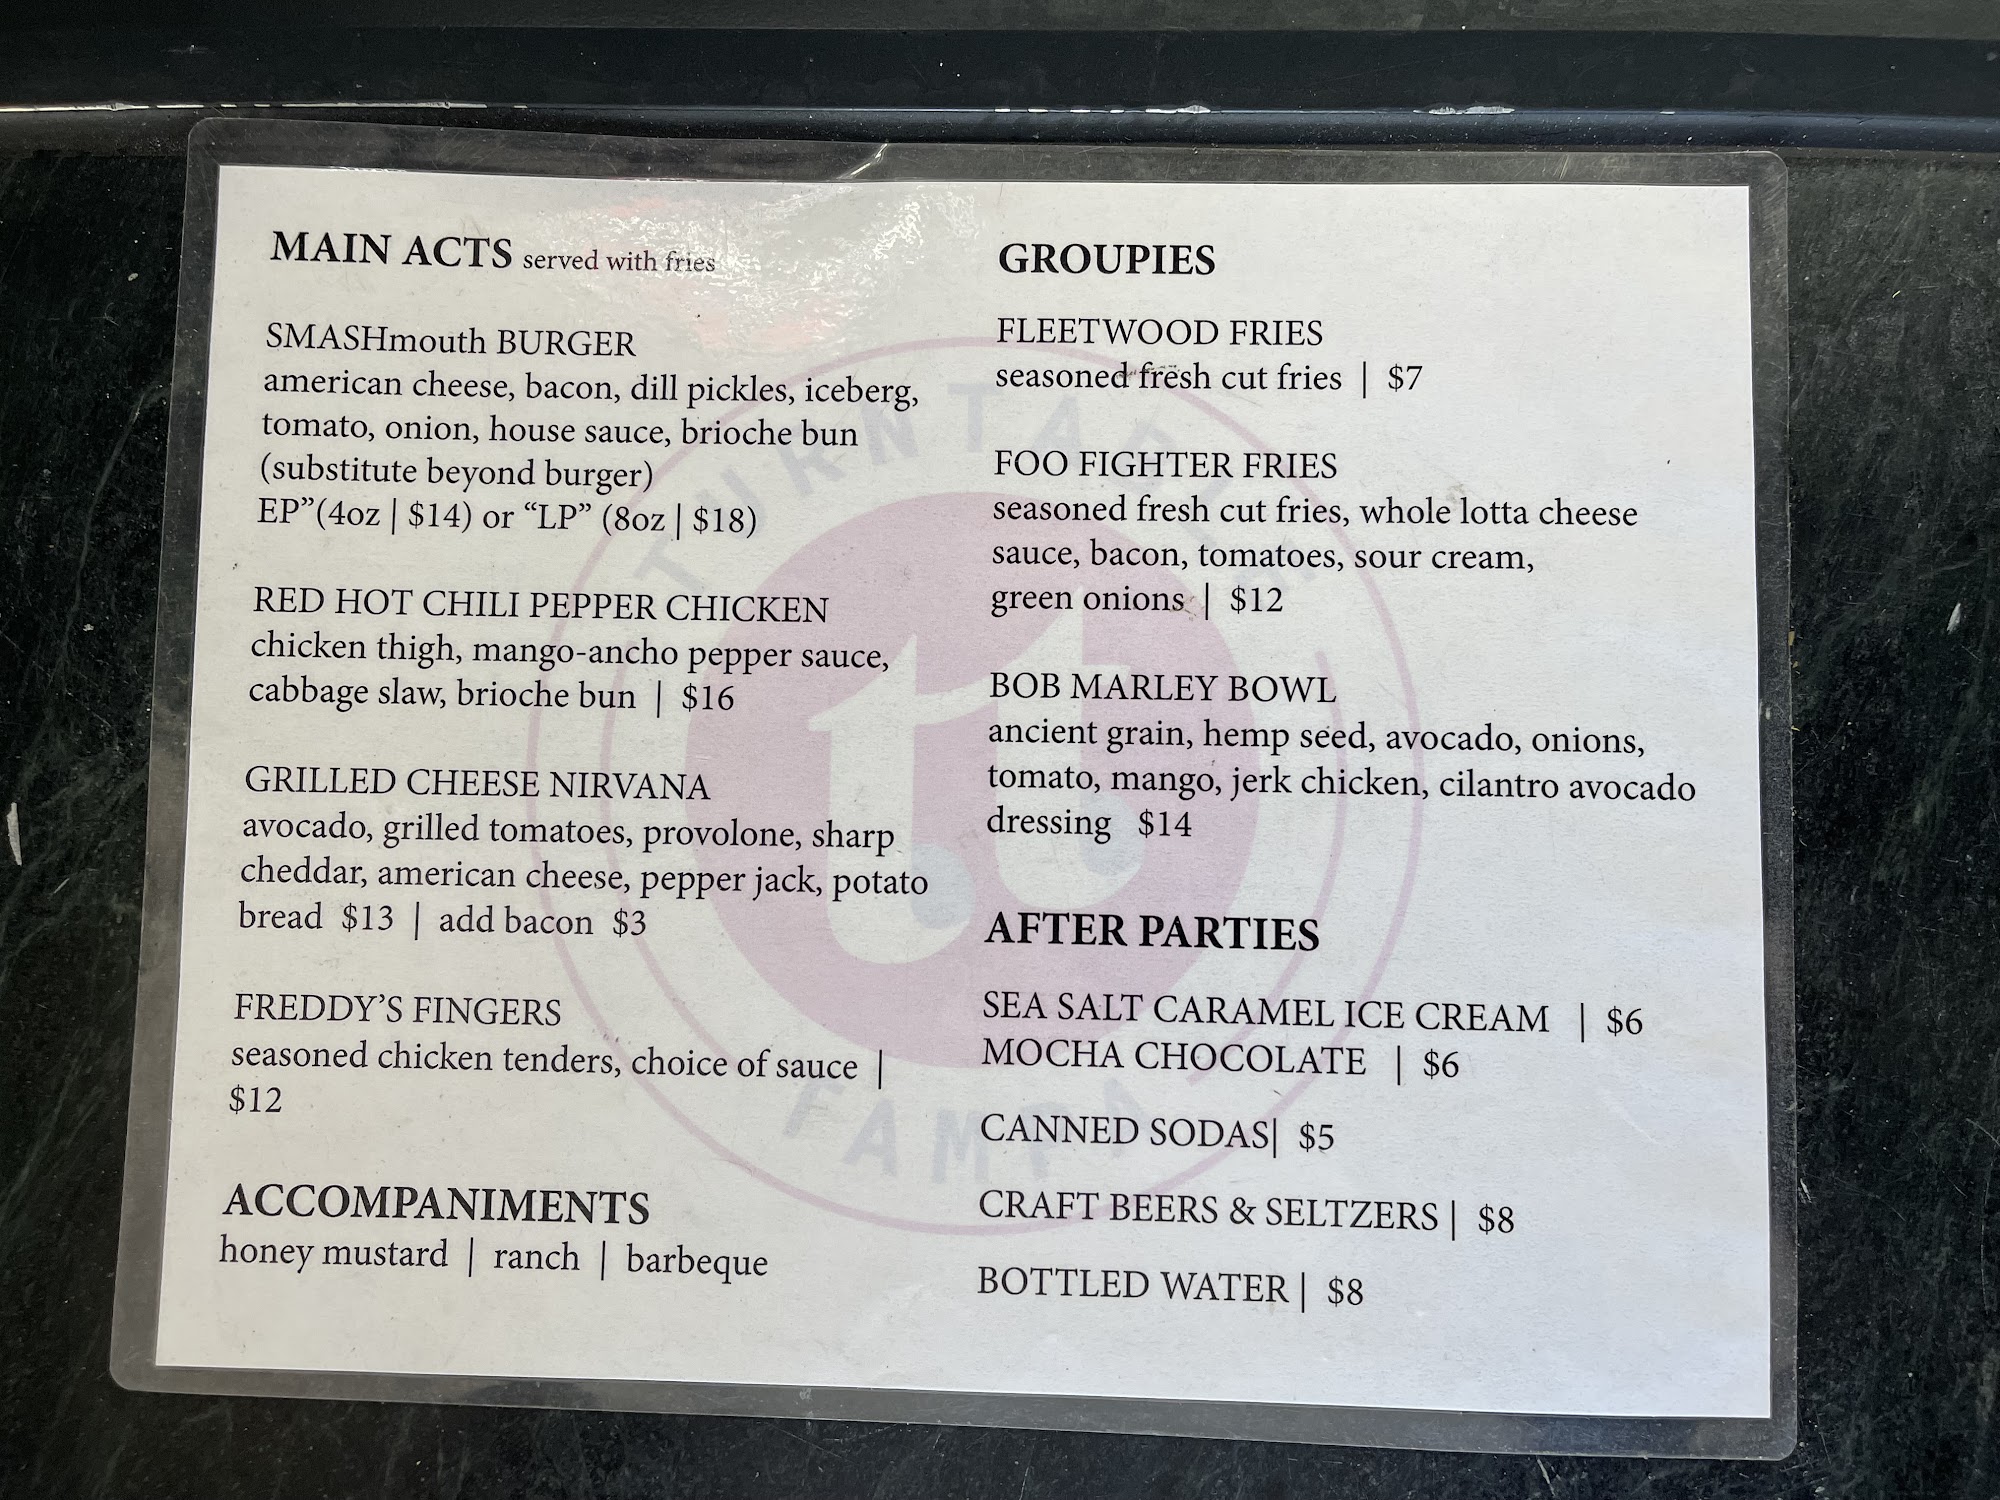 MAIN ACTS served with fries
SMASHmouth BURGER
american cheese, bacon, dill pickles, iceberg,
tomato, onion, house sauce, brioche bun
(substitute beyond burger)
EP”(4oz | $14) or “LP” (8oz | $18)
RED HOT CHILI PEPPER CHICKEN
chicken thigh, mango-ancho pepper sauce,
cabbage slaw, brioche bun | $16
GRILLED CHEESE NIRVANA
avocado, grilled tomatoes, provolone, sharp
cheddar, american cheese, pepper jack, potato
bread $13 | add bacon $3
FREDDY’S FINGERS
seasoned chicken tenders, choice of sauce |
$12
ACCOMPANIMENTS
honey mustard | ranch | barbeque
GROUPIES
FLEETWOOD FRIES
seasoned fresh cut fries | $7
FOO FIGHTER FRIES
seasoned fresh cut fries, whole lotta cheese
sauce, bacon, tomatoes, sour cream,
green onions | $12
BOB MARLEY BOWL
ancient grain, hemp seed, avocado, onions,
tomato, mango, jerk chicken, cilantro avocado
dressing $14
AFTER PARTIES
SEA SALT CARAMEL ICE CREAM | $6
MOCHA CHOCOLATE | $6
CANNED SODAS| $5
CRAFT BEERS & SELTZERS | $8
BOTTLED WATER | $8
TURNTABLE
tt
TAMPA